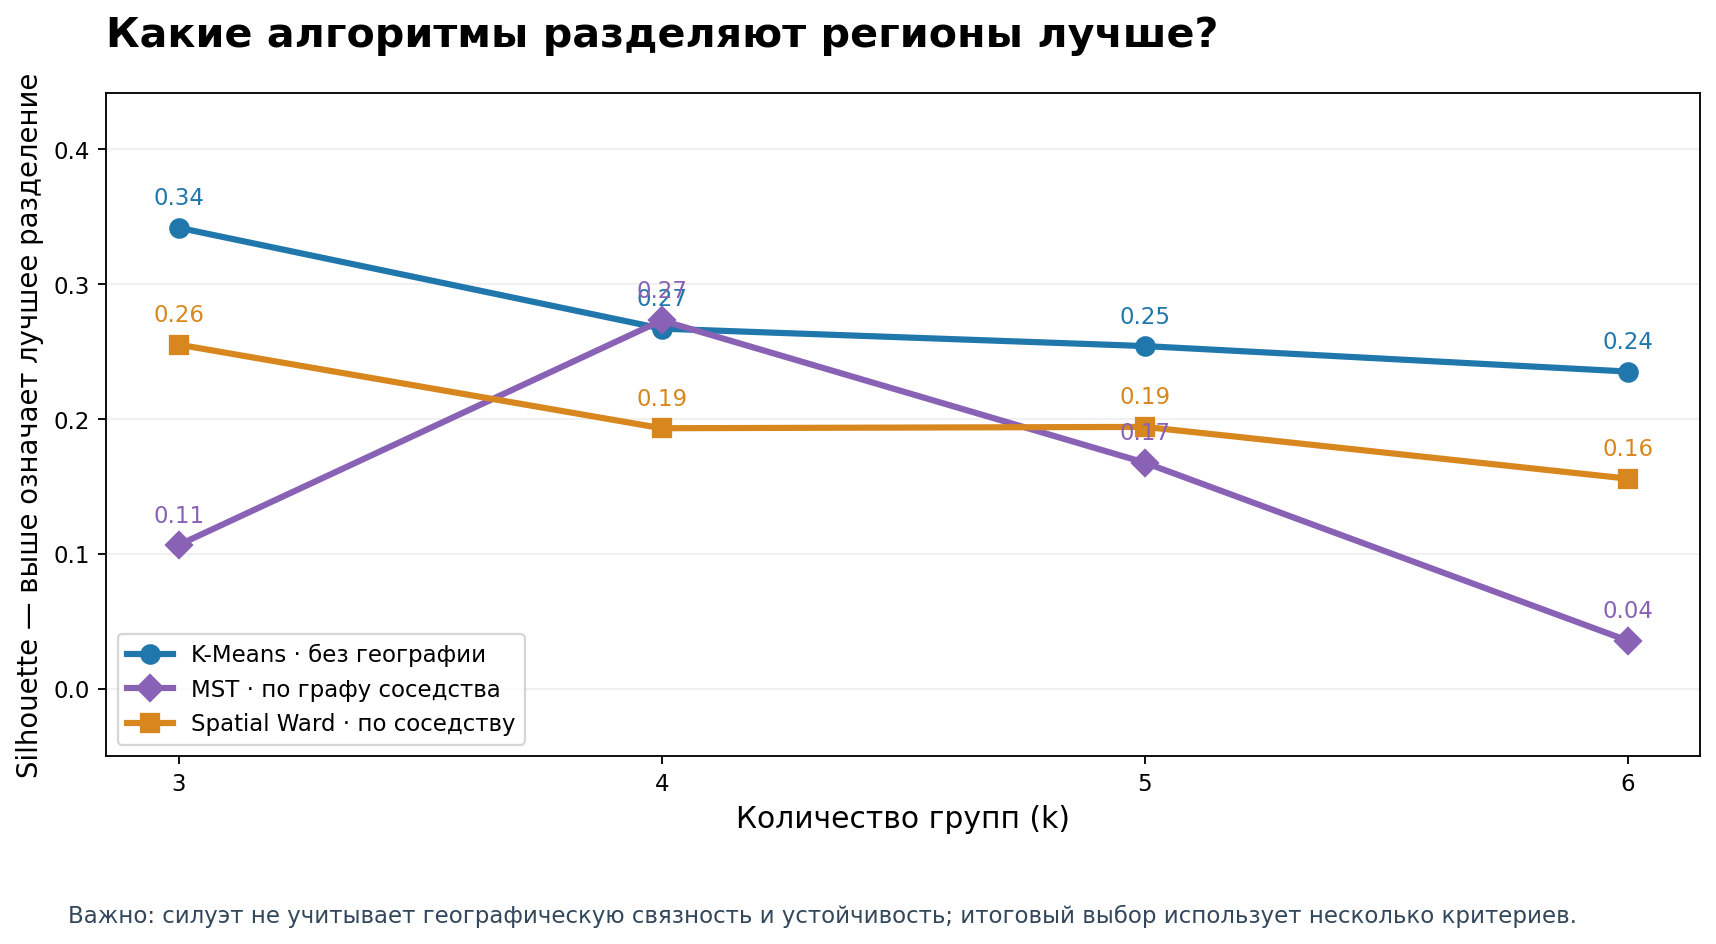 Какие алгоритмы разделяют регионы лучше?
Silhouette — выше означает лучшее разделение
0.4
0.3
0.2
0.1
0.0
0.34
0.26
0.11
0.27
0.27
0.19
0.25
0.19
0.17
0.24
0.16
0.04
K-Means · без географии
MST · по графу соседства
Spatial Ward · по соседству
3 4 5 6
Количество групп (k)
Важно: силуэт не учитывает географическую связность и устойчивость; итоговый выбор использует несколько критериев.